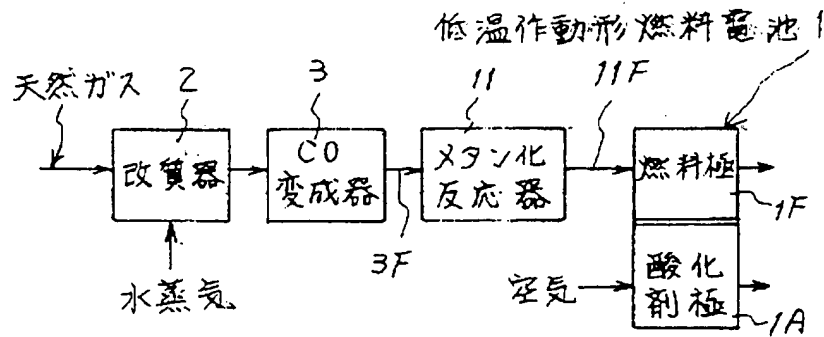 低温作動形燃料電池 1
天然ガス
2
3
11
11F
改質器
CO
変成器
メタン化
反応器
燃料極
1F
3F
水蒸気
空気
酸化
剤極
1A